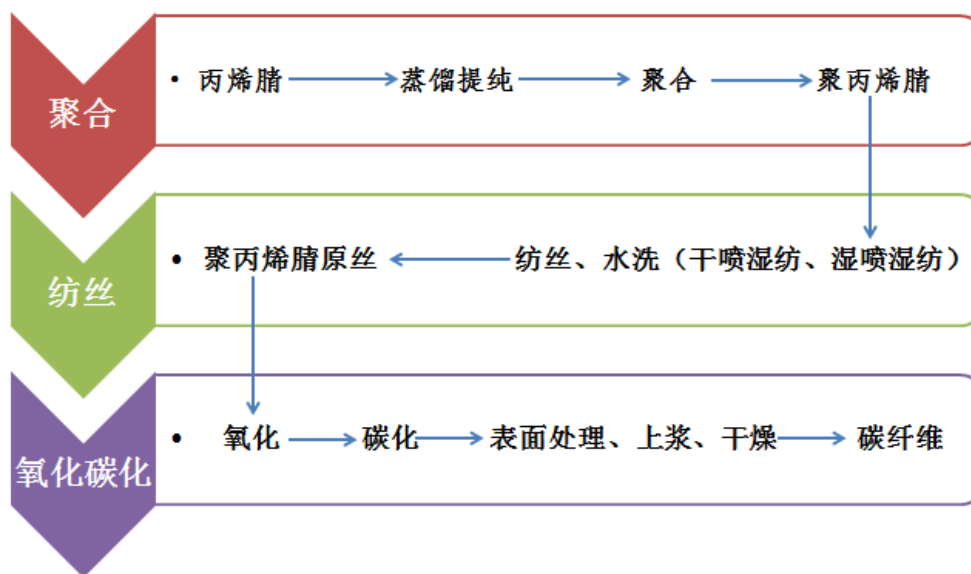 聚合
• 丙烯腈 蒸馏提纯 聚合 聚丙烯腈
纺丝
• 聚丙烯腈原丝 纺丝、水洗（干喷湿纺、湿喷湿纺）
氧化碳化
• 氧化 碳化 表面处理、上浆、干燥 碳纤维